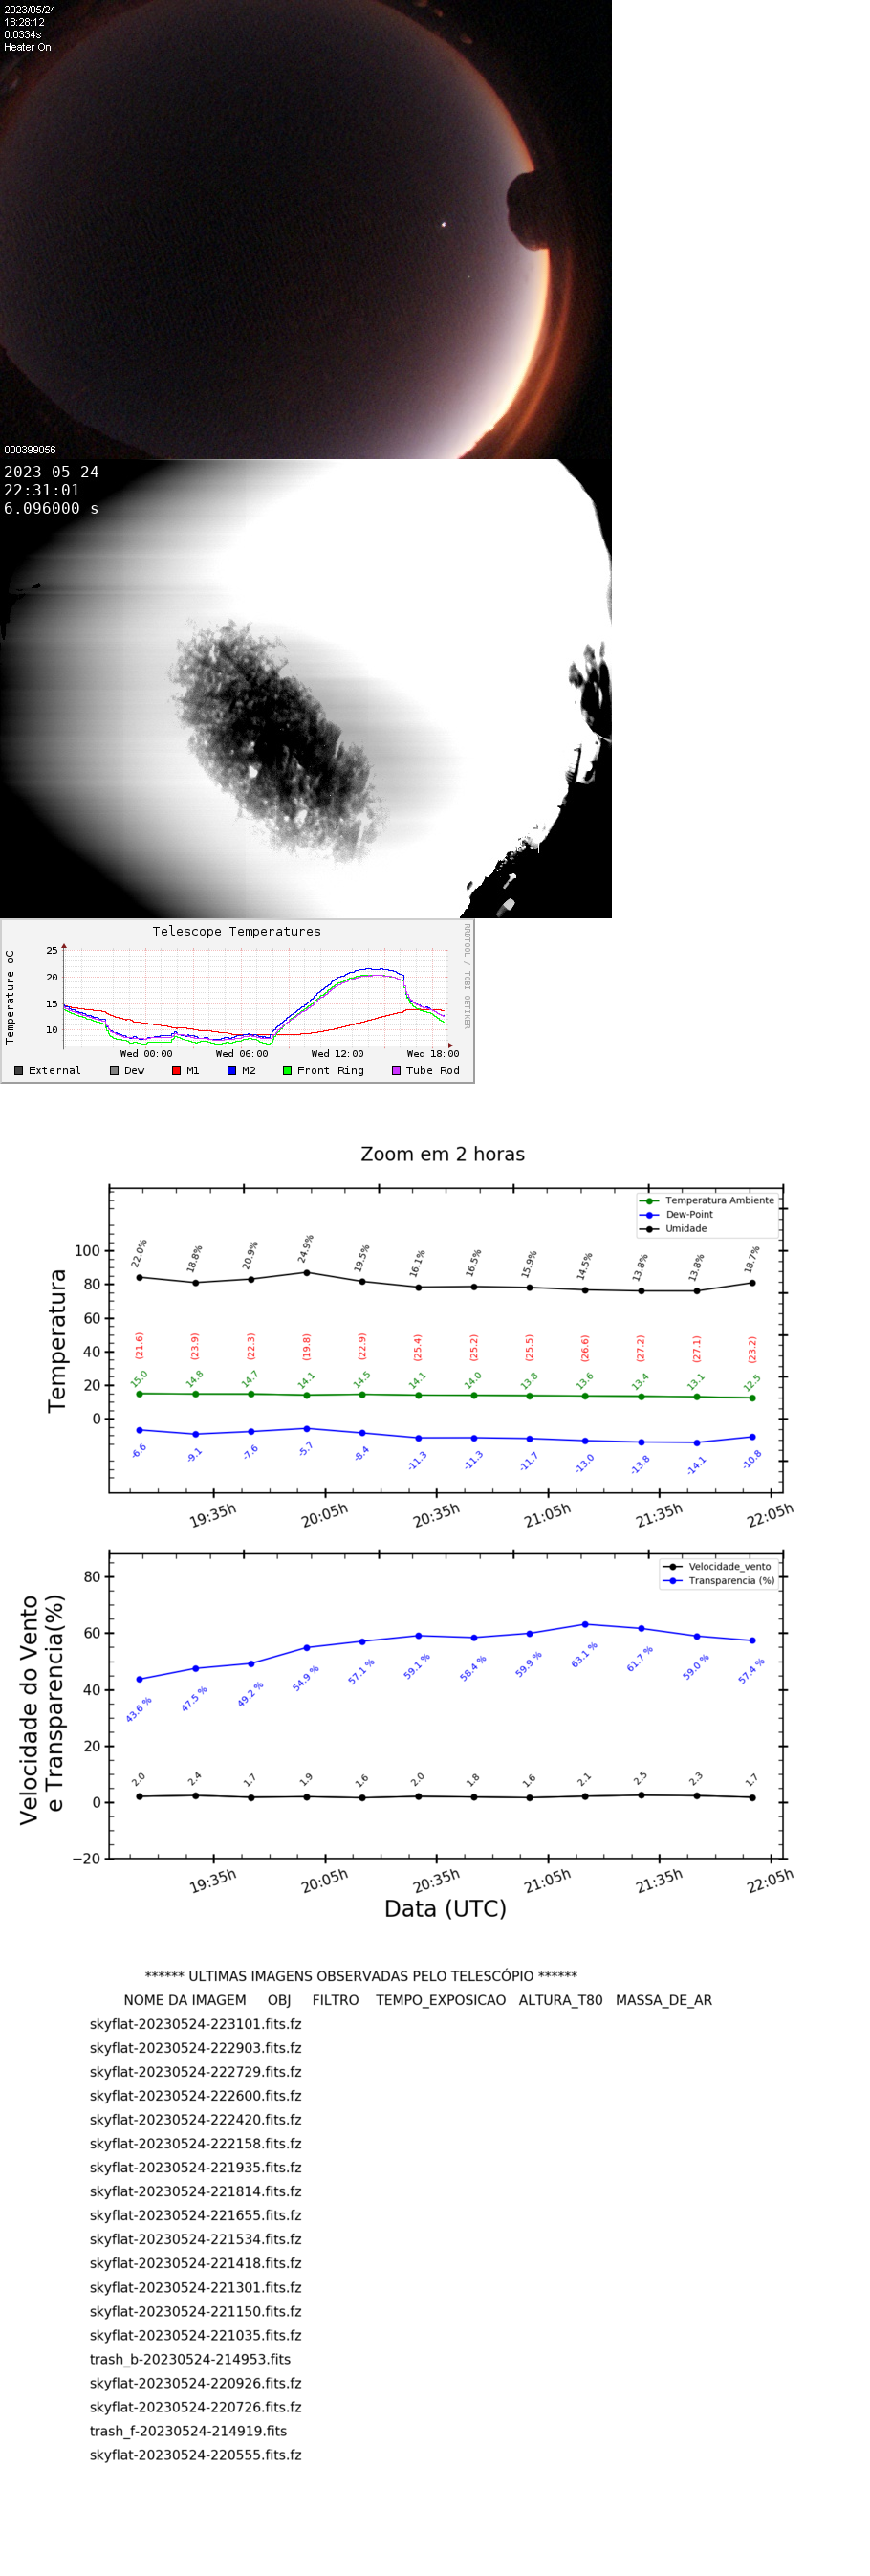 2023/05/24
18:28:12
0.0334s
Heater On
000399056
2023-05-24
22:31:01
6.096000 s
Telescope Temperatures
RRDTOOL / TOBI OETIKER
Temperature oC
25
20
15
10
Wed 00:00 Wed 06:00 Wed 12:00 Wed 18:00
External Dew M1 M2 Front Ring Tube Rod
Zoom em 2 horas
Temperatura Ambiente
Dew-Point
Umidade
Temperatura
100
80
60
40
20
0
22.0% 18.8% 20.9% 24.9% 19.5% 16.1% 16.5% 15.9% 14.5% 13.8% 13.8% 18.7%
(21.6) (23.9) (22.3) (19.8) (22.9) (25.4) (25.2) (25.5) (26.6) (27.2) (27.1) (23.2)
15.0 14.8 14.7 14.1 14.5 14.1 14.0 13.8 13.6 13.4 13.1 12.5
-6.6 -9.1 -7.6 -5.7 -8.4 -11.3 -11.3 -11.7 -13.0 -13.8 -14.1 -10.8
19:35h 20:05h 20:35h 21:05h 21:35h 22:05h
Velocidade_vento
Transparencia (%)
Velocidade do Vento
e Transparencia(%)
80
60
40
20
0
−20
43.6 % 47.5 % 49.2 % 54.9 % 57.1 % 59.1 % 58.4 % 59.9 % 63.1 % 61.7 % 59.0 % 57.4 %
2.0 2.4 1.7 1.9 1.6 2.0 1.8 1.6 2.1 2.5 2.3 1.7
19:35h 20:05h 20:35h 21:05h 21:35h 22:05h
Data (UTC)
****** ULTIMAS IMAGENS OBSERVADAS PELO TELESCÓPIO ******
NOME DA IMAGEM OBJ FILTRO TEMPO_EXPOSICAO ALTURA_T80 MASSA_DE_AR
skyflat-20230524-223101.fits.fz
skyflat-20230524-222903.fits.fz
skyflat-20230524-222729.fits.fz
skyflat-20230524-222600.fits.fz
skyflat-20230524-222420.fits.fz
skyflat-20230524-222158.fits.fz
skyflat-20230524-221935.fits.fz
skyflat-20230524-221814.fits.fz
skyflat-20230524-221655.fits.fz
skyflat-20230524-221534.fits.fz
skyflat-20230524-221418.fits.fz
skyflat-20230524-221301.fits.fz
skyflat-20230524-221150.fits.fz
skyflat-20230524-221035.fits.fz
trash_b-20230524-214953.fits
skyflat-20230524-220926.fits.fz
skyflat-20230524-220726.fits.fz
trash_f-20230524-214919.fits
skyflat-20230524-220555.fits.fz